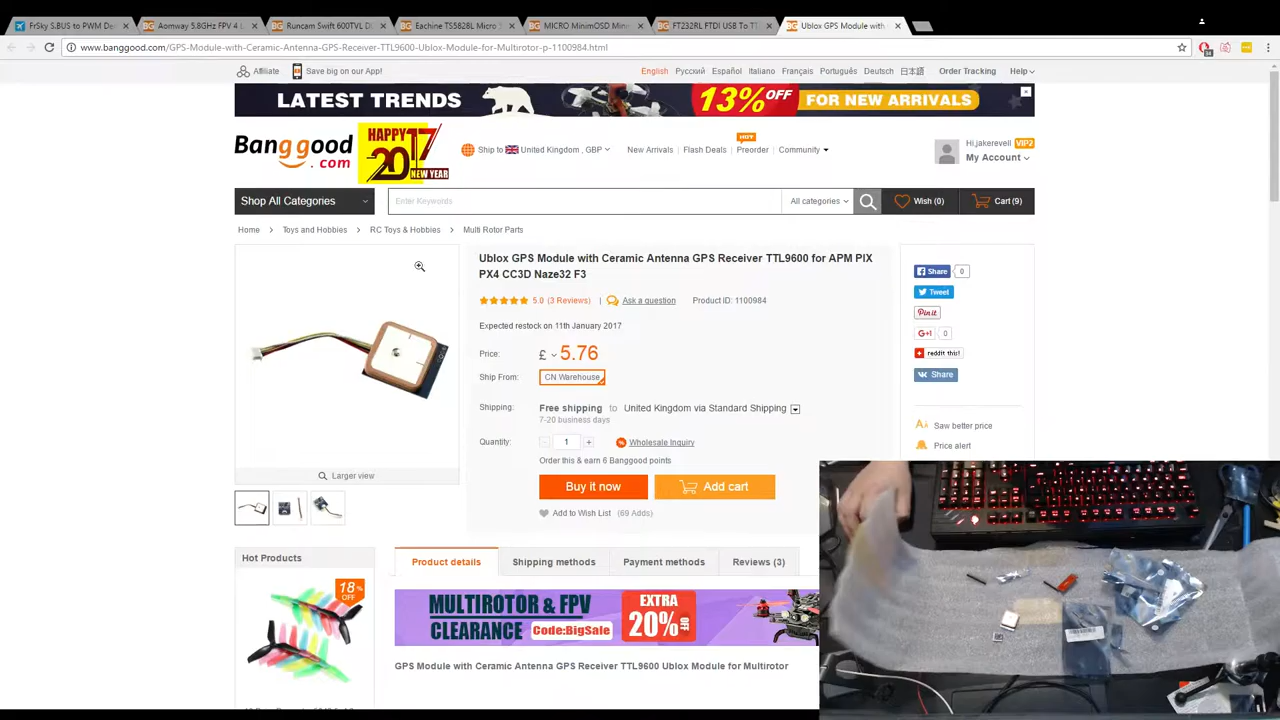 FrSky S.BUS to PWM De
Aomway 5.8GHz FPV 4 L
Runcam Swift 600TVL D
Eachine TS5828L Micro
MICRO MinimOSD Mini
FT232RL FTDI USB To TT
Ublox GPS Module with
www.banggood.com/GPS-Module-with-Ceramic-Antenna-GPS-Receiver-TTL9600-Ublox-Module-for-Multirotor-p-1100984.html
Affiliate Save big on our App! English Русский Español Italiano Français Português Deutsch 日本語 Order Tracking Help
LATEST TRENDS 13% OFF FOR NEW ARRIVALS
Banggood.com
HAPPY
2017
NEW YEAR
Ship to United Kingdom , GBP
New Arrivals Flash Deals HOT Preorder Community
Hi,jakerevell VIP2
My Account
Shop All Categories Enter Keywords All categories Wish (0) Cart (9)
Home > Toys and Hobbies > RC Toys & Hobbies > Multi Rotor Parts
Ublox GPS Module with Ceramic Antenna GPS Receiver TTL9600 for APM PIX
PX4 CC3D Naze32 F3
5.0 (3 Reviews) | Ask a question Product ID: 1100984
Expected restock on 11th January 2017
Price: £ 5.76
Ship From: CN Warehouse
Shipping: Free shipping to United Kingdom via Standard Shipping
7-20 business days
Quantity: - 1 + Wholesale Inquiry
Order this & earn 6 Banggood points
Buy it now Add cart
Add to Wish List (69 Adds)
Share 0
Tweet
Pin it
G+1 0
reddit this!
Share
Saw better price
Price alert
Larger view
Hot Products
18%
OFF
Product details Shipping methods Payment methods Reviews (3)
MULTIROTOR & FPV
CLEARANCE Code:BigSale
EXTRA
20% OFF
GPS Module with Ceramic Antenna GPS Receiver TTL9600 Ublox Module for Multirotor